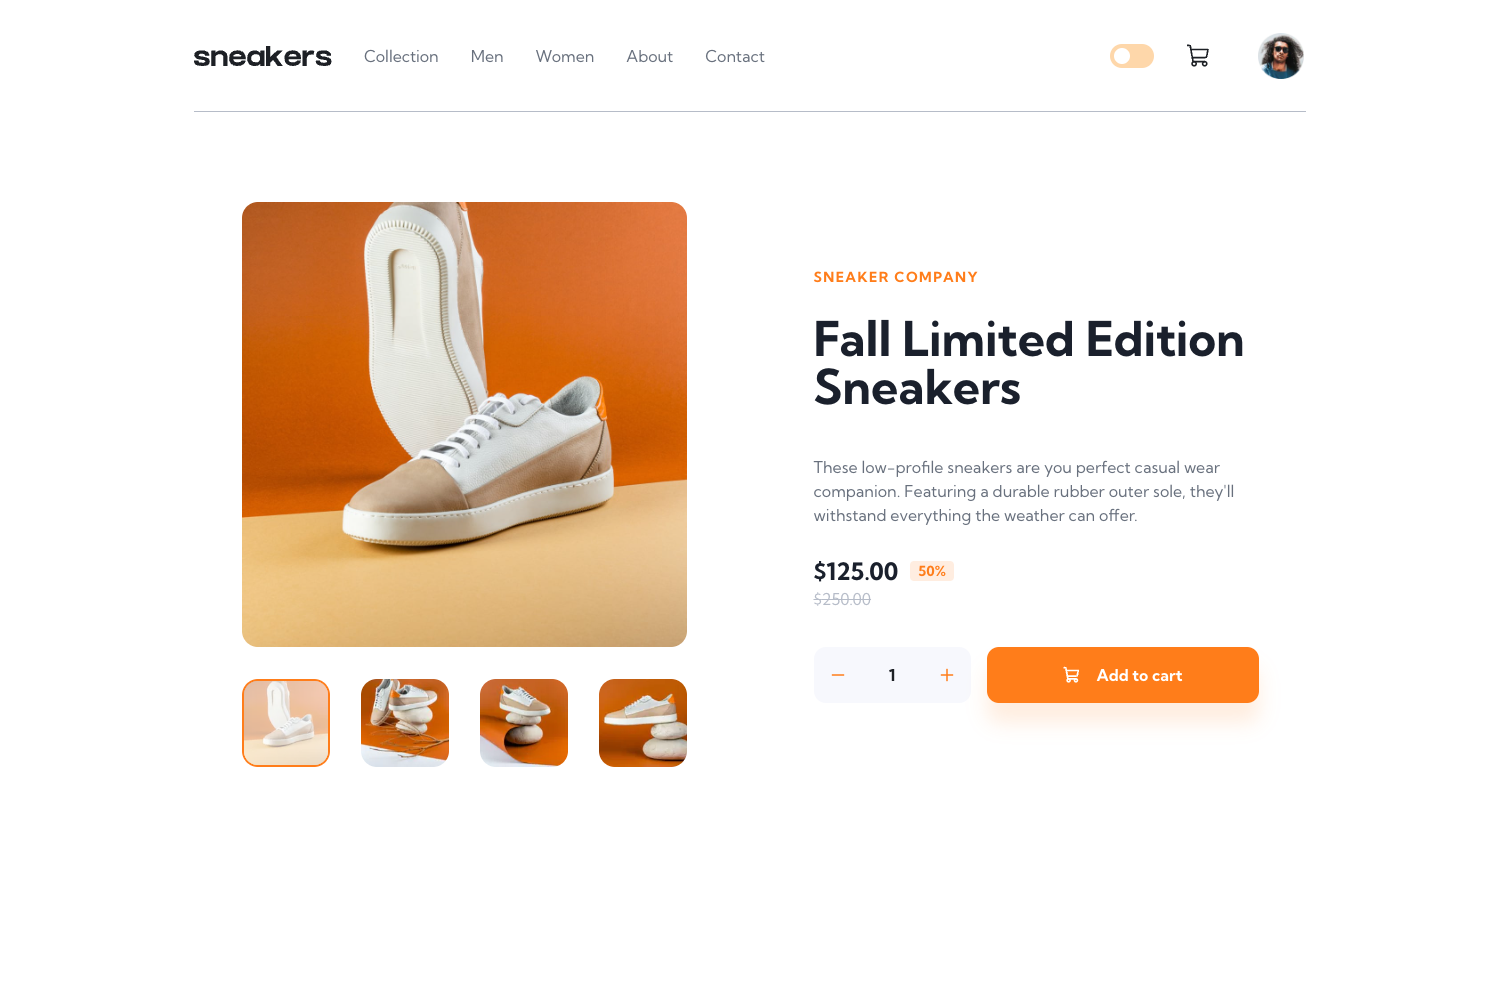 sneakers Collection Men Women About Contact
SNEAKER COMPANY
Fall Limited Edition
Sneakers
These low-profile sneakers are you perfect casual wear
companion. Featuring a durable rubber outer sole, they'll
withstand everything the weather can offer.
$125.00 50%
$250.00
1 Add to cart